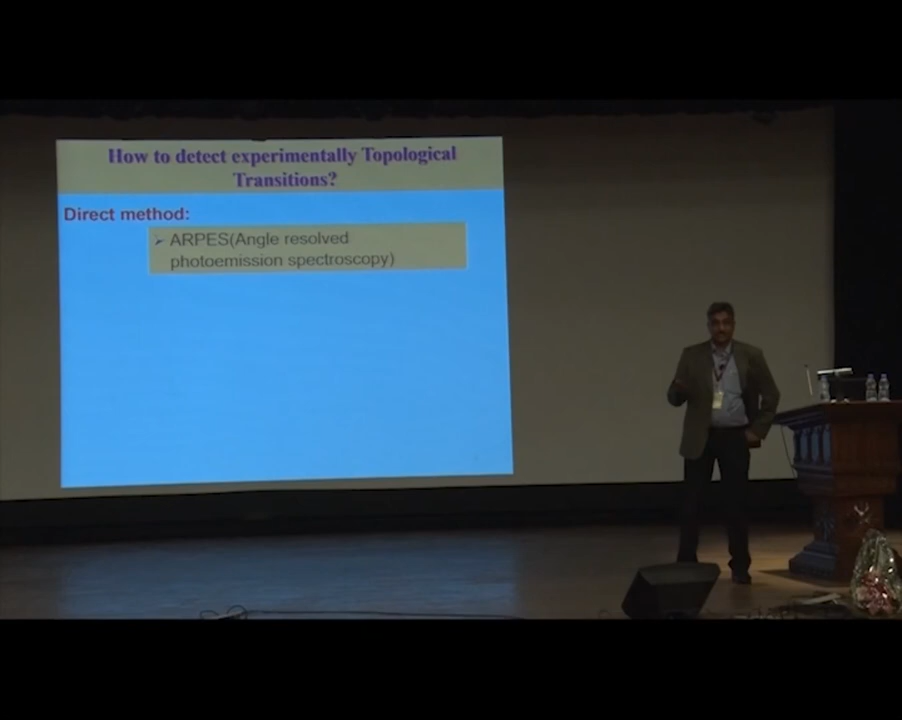 How to detect experimentally Topological
Transitions?
Direct method:
➢ ARPES(Angle resolved
photoemission spectroscopy)